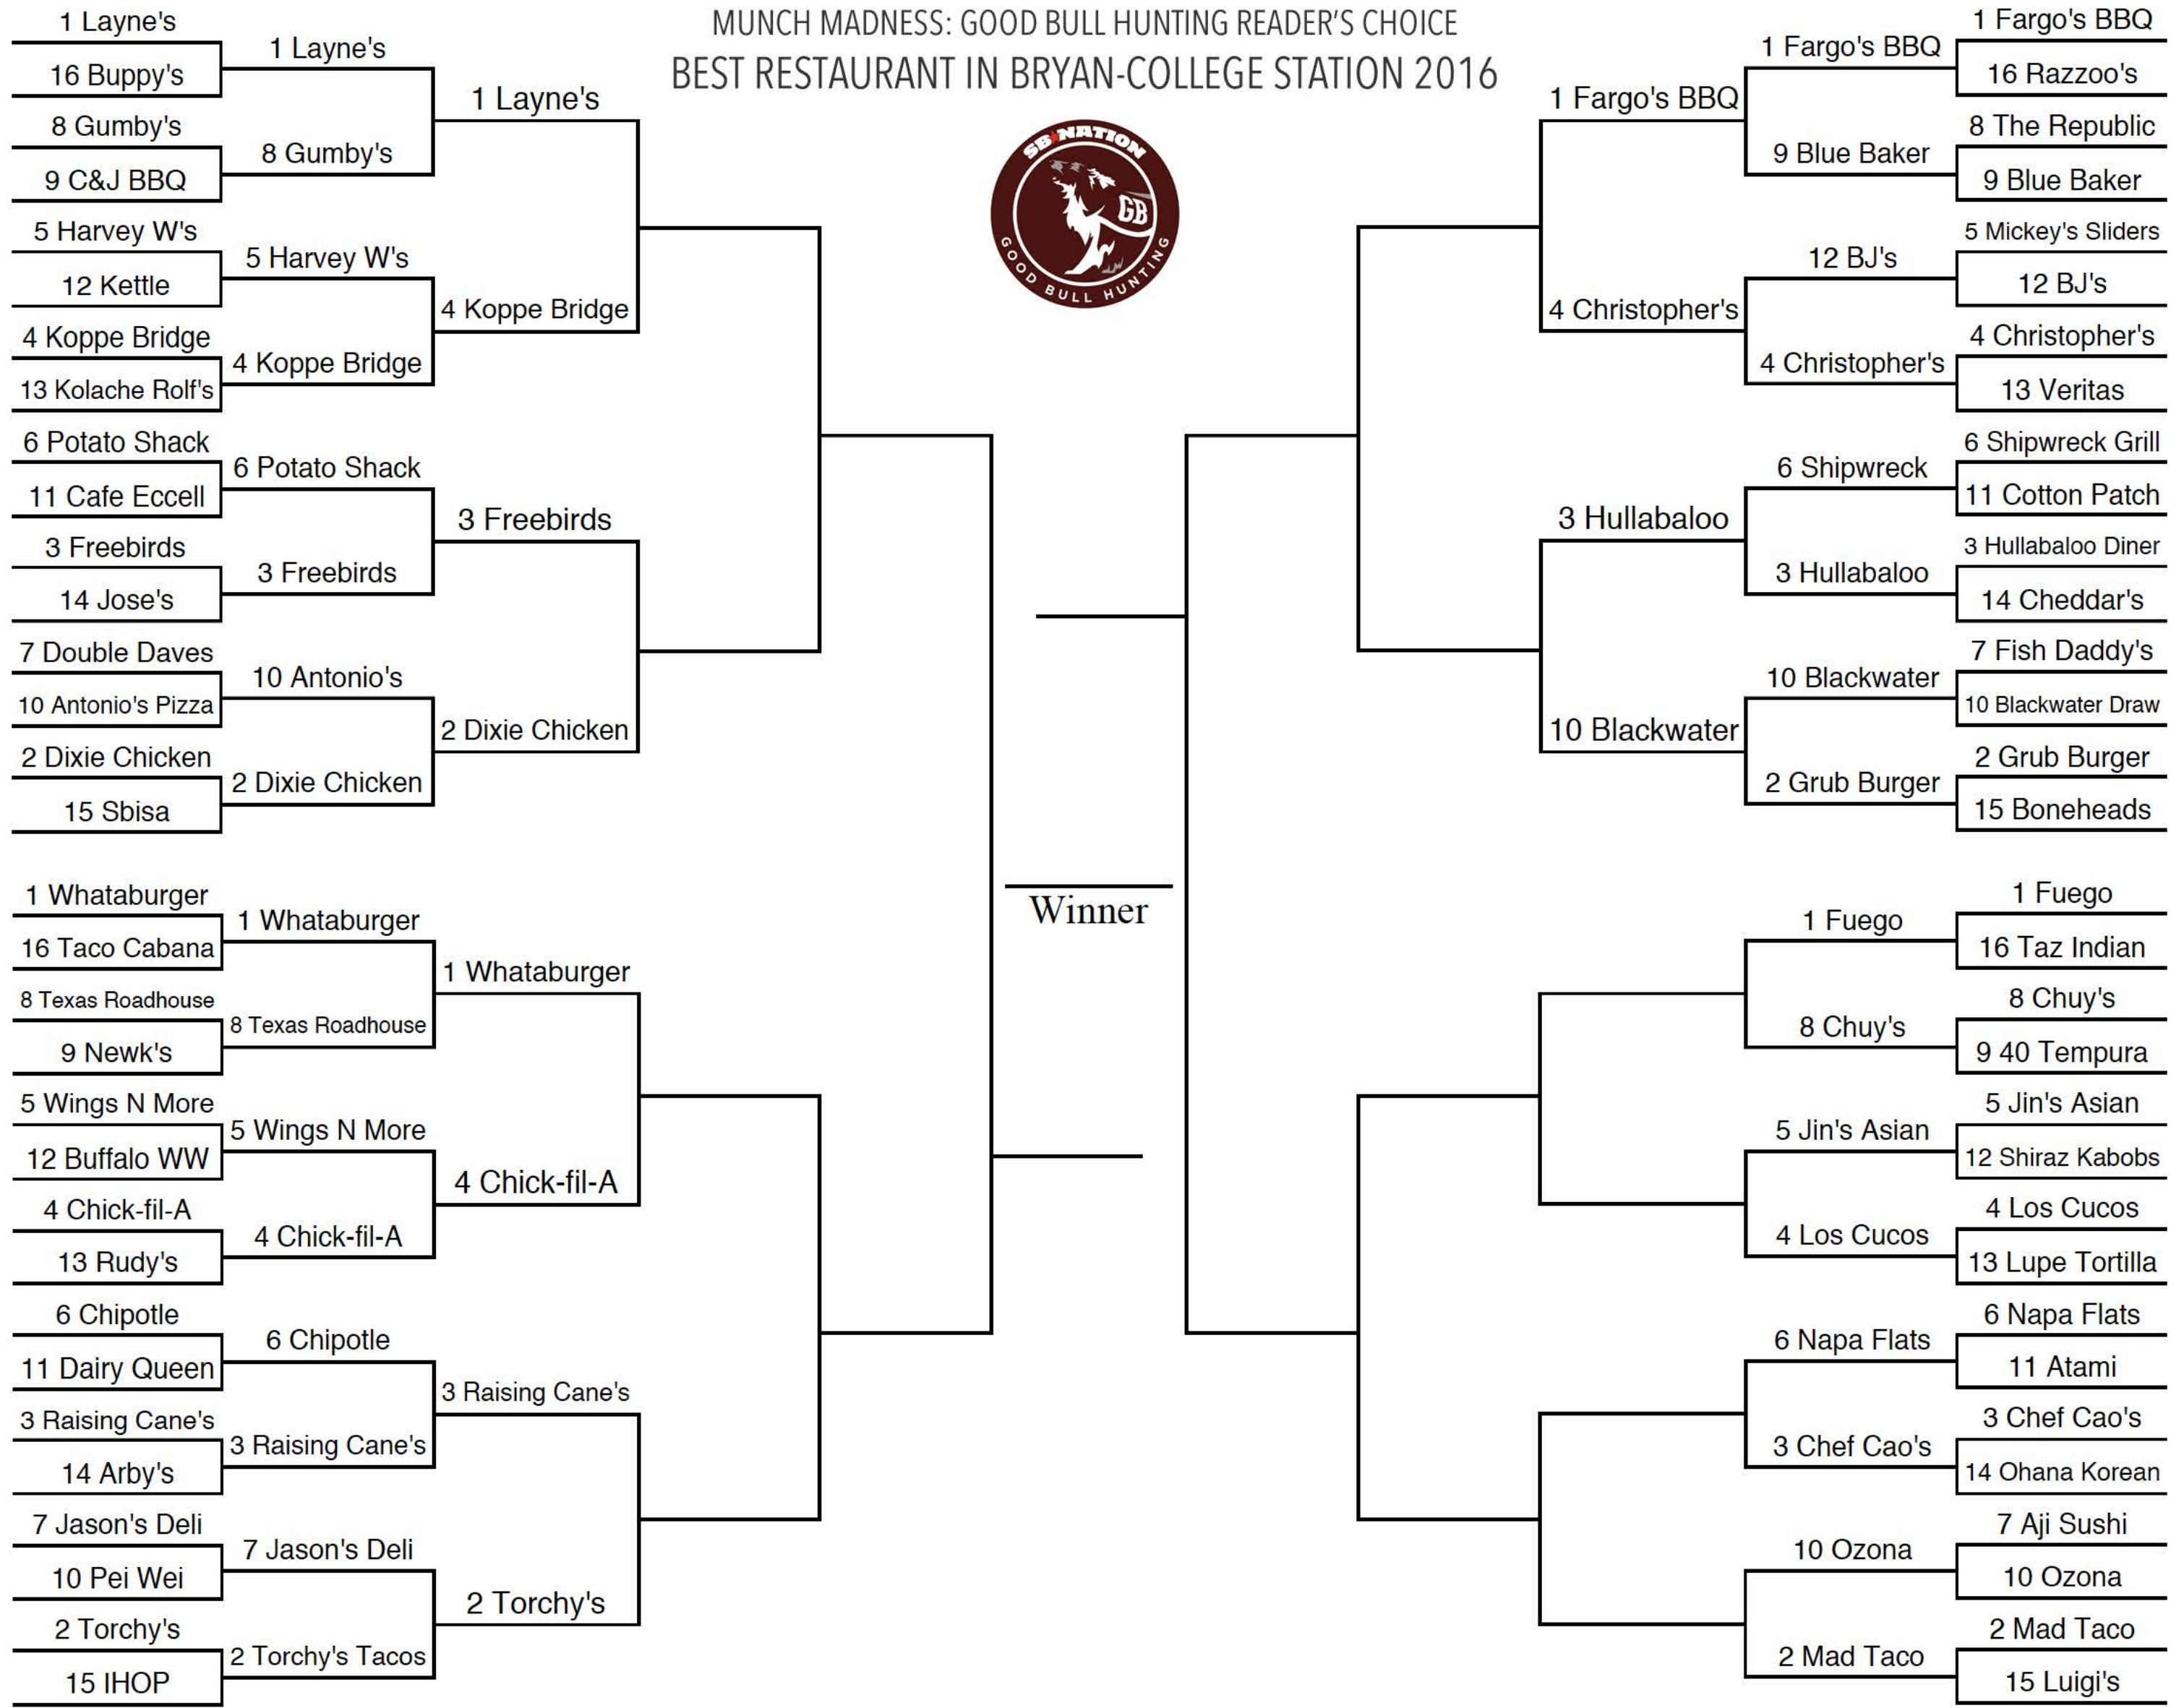 MUNCH MADNESS: GOOD BULL HUNTING READER'S CHOICE
BEST RESTAURANT IN BRYAN-COLLEGE STATION 2016
SB NATION
GB
GOOD BULL HUNTING
1 Layne's
16 Buppy's
8 Gumby's
9 C&J BBQ
5 Harvey W's
12 Kettle
4 Koppe Bridge
13 Kolache Rolf's
6 Potato Shack
11 Cafe Eccell
3 Freebirds
14 Jose's
7 Double Daves
10 Antonio's Pizza
2 Dixie Chicken
15 Sbisa
1 Layne's
8 Gumby's
5 Harvey W's
4 Koppe Bridge
6 Potato Shack
3 Freebirds
10 Antonio's
2 Dixie Chicken
1 Layne's
4 Koppe Bridge
3 Freebirds
2 Dixie Chicken
1 Whataburger
16 Taco Cabana
8 Texas Roadhouse
9 Newk's
5 Wings N More
12 Buffalo WW
4 Chick-fil-A
13 Rudy's
6 Chipotle
11 Dairy Queen
3 Raising Cane's
14 Arby's
7 Jason's Deli
10 Pei Wei
2 Torchy's
15 IHOP
1 Whataburger
8 Texas Roadhouse
5 Wings N More
4 Chick-fil-A
6 Chipotle
3 Raising Cane's
7 Jason's Deli
2 Torchy's Tacos
1 Whataburger
4 Chick-fil-A
3 Raising Cane's
2 Torchy's
Winner
1 Fargo's BBQ
4 Christopher's
3 Hullabaloo
10 Blackwater
1 Fargo's BBQ
9 Blue Baker
12 BJ's
4 Christopher's
6 Shipwreck
3 Hullabaloo
10 Blackwater
2 Grub Burger
1 Fargo's BBQ
16 Razzoo's
8 The Republic
9 Blue Baker
5 Mickey's Sliders
12 BJ's
4 Christopher's
13 Veritas
6 Shipwreck Grill
11 Cotton Patch
3 Hullabaloo Diner
14 Cheddar's
7 Fish Daddy's
10 Blackwater Draw
2 Grub Burger
15 Boneheads
1 Fuego
8 Chuy's
5 Jin's Asian
4 Los Cucos
6 Napa Flats
3 Chef Cao's
10 Ozona
2 Mad Taco
1 Fuego
16 Taz Indian
8 Chuy's
9 40 Tempura
5 Jin's Asian
12 Shiraz Kabobs
4 Los Cucos
13 Lupe Tortilla
6 Napa Flats
11 Atami
3 Chef Cao's
14 Ohana Korean
7 Aji Sushi
10 Ozona
2 Mad Taco
15 Luigi's